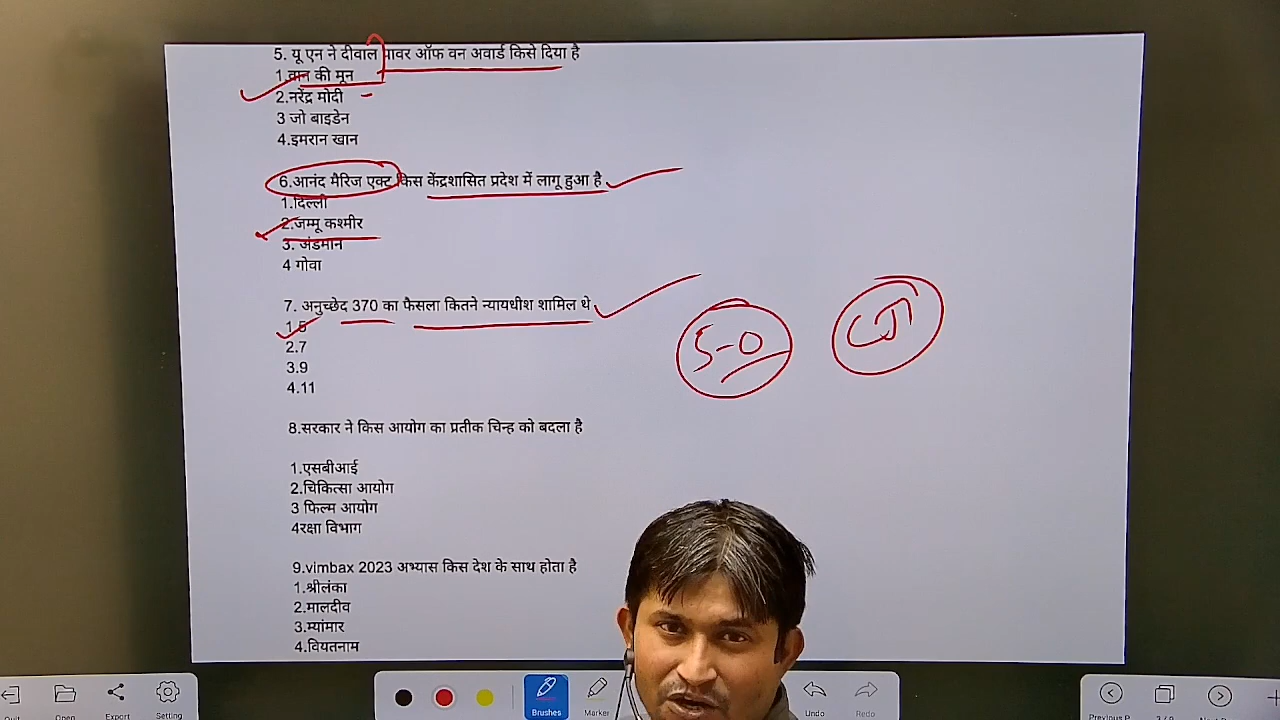 5. यू एन ने दीवाल पावर ऑफ वन अवार्ड किसे दिया है
1.वान की मून
2.नरेंद्र मोदी
3 जो बाइडेन
4.इमरान खान
6.आनंद मैरिज एक्ट किस केंद्रशासित प्रदेश में लागू हुआ है
1.दिल्ली
2.जम्मू कश्मीर
3. अंडमान
4 गोवा
7. अनुच्छेद 370 का फैसला कितने न्यायधीश शामिल थे
1.5
5-0
CJI
2.7
3.9
4.11
8.सरकार ने किस आयोग का प्रतीक चिन्ह को बदला है
1.एसबीआई
2.चिकित्सा आयोग
3 फिल्म आयोग
4रक्षा विभाग
9.vimbax 2023 अभ्यास किस देश के साथ होता है
1.श्रीलंका
2.मालदीव
3.म्यांमार
4.वियतनाम
Open Export Setting Brushes Marker Undo Redo